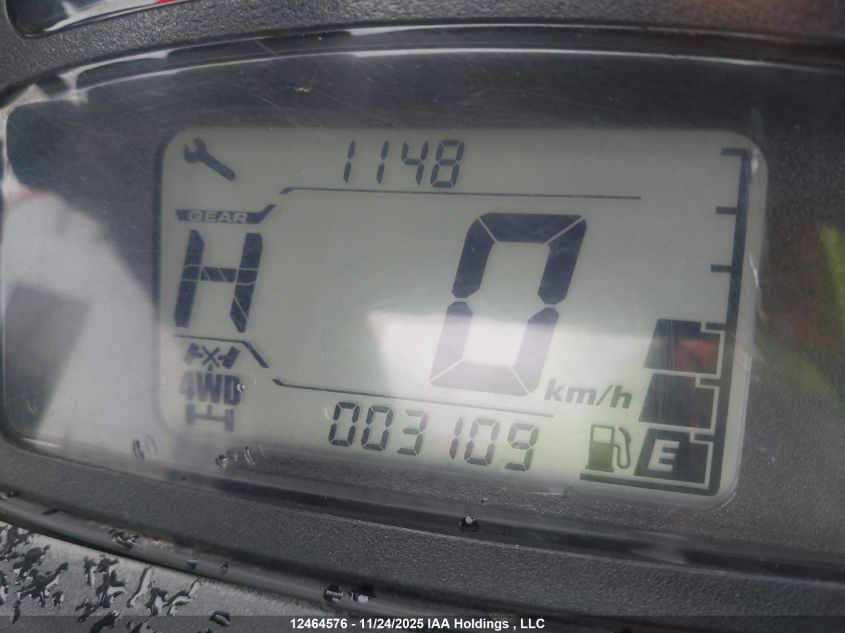 1148
GEAR
H
0
km/h
4WD
003109
E
12464576 - 11/24/2025 IAA Holdings , LLC